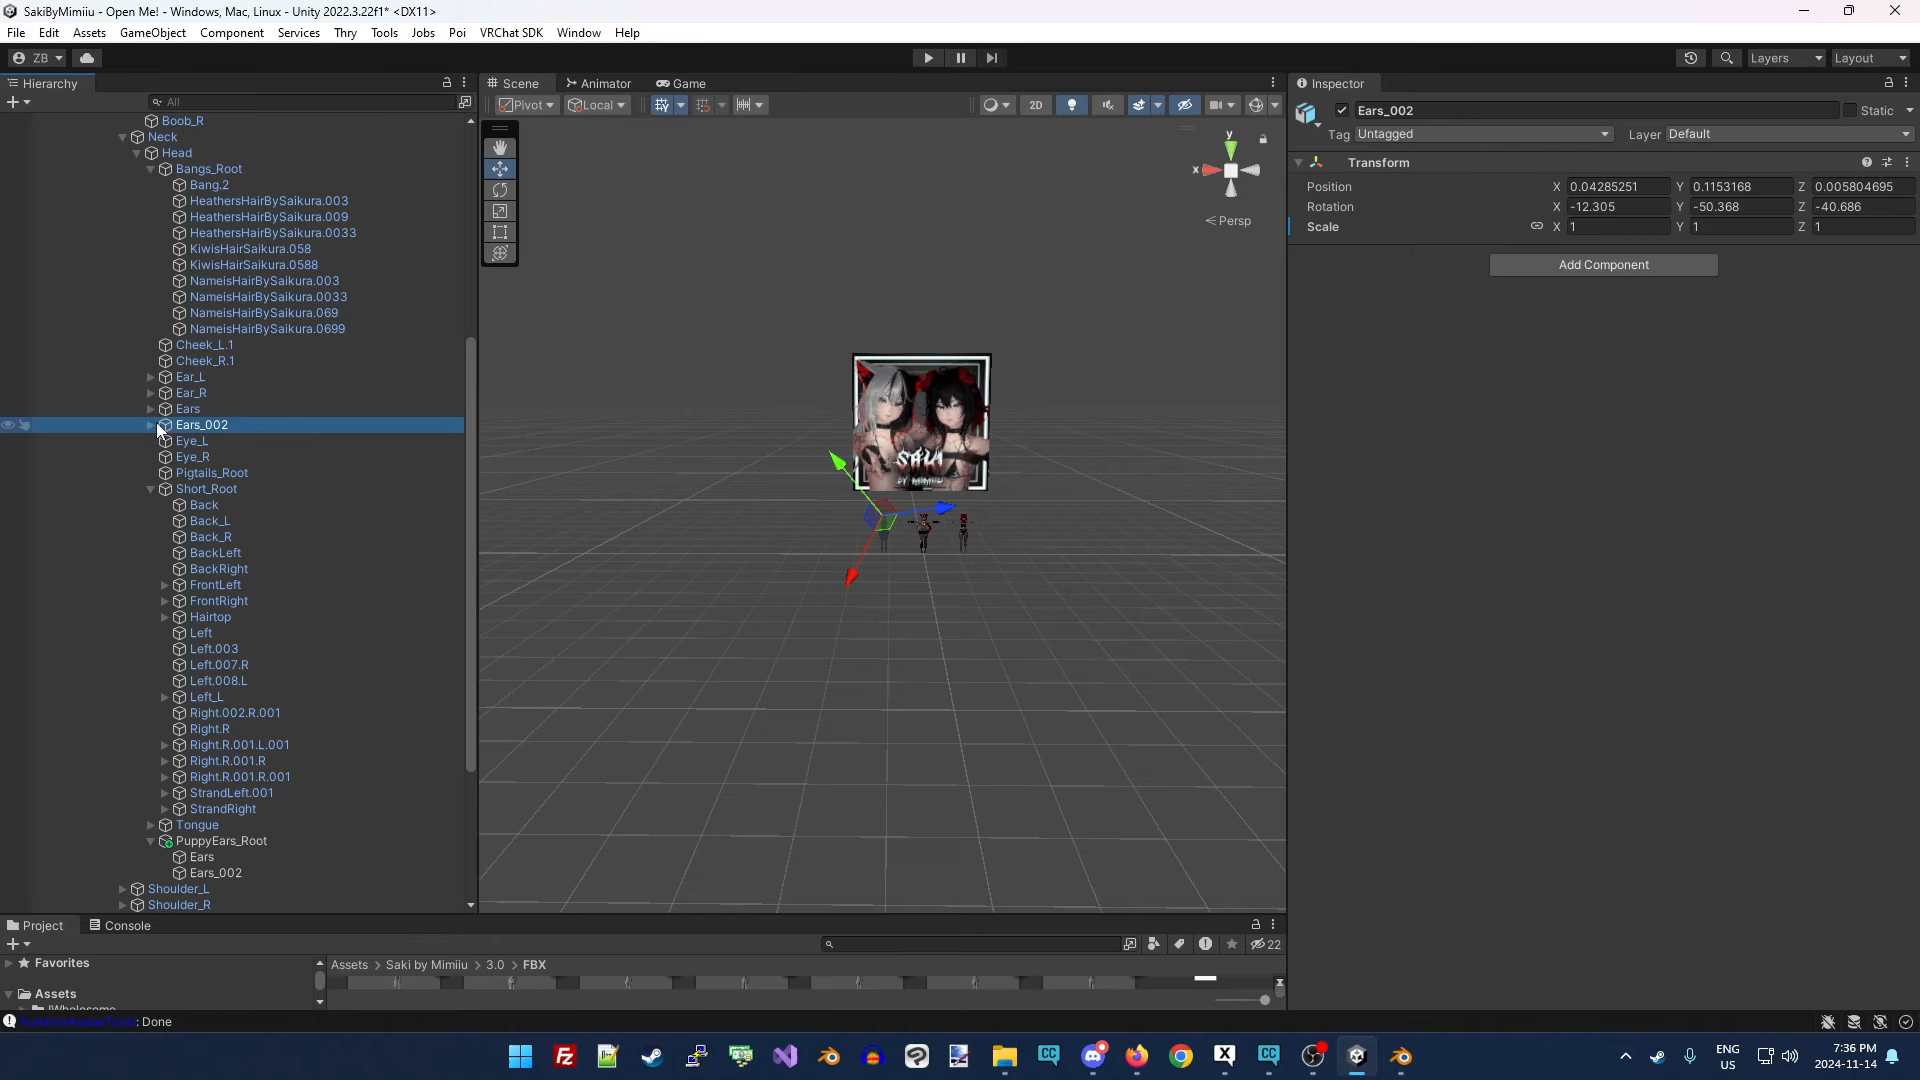 SakiByMimiiu - Open Me! - Windows, Mac, Linux - Unity 2022.3.22f1* <DX11>
File Edit Assets GameObject Component Services Thry Tools Jobs Poi VRChat SDK Window Help
ZB Layers Layout
Hierarchy
All
Boob_R
Neck
Head
Bangs_Root
Bang.2
HeathersHairBySaikura.003
HeathersHairBySaikura.009
HeathersHairBySaikura.0033
KiwisHairSaikura.058
KiwisHairSaikura.0588
NameisHairBySaikura.003
NameisHairBySaikura.0033
NameisHairBySaikura.069
NameisHairBySaikura.0699
Cheek_L.1
Cheek_R.1
Ear_L
Ear_R
Ears
Ears_002
Eye_L
Eye_R
Pigtails_Root
Short_Root
Back
Back_L
Back_R
BackLeft
BackRight
FrontLeft
FrontRight
Hairtop
Left
Left.003
Left.007.R
Left.008.L
Left_L
Right.002.R.001
Right.R
Right.R.001.L.001
Right.R.001.R
Right.R.001.R.001
StrandLeft.001
StrandRight
Tongue
PuppyEars_Root
Ears
Ears_002
Shoulder_L
Shoulder_R
Scene Animator Game
Pivot Local 2D
y
x
Persp
SAKI
BY MIMIIU
Inspector
Ears_002 Static
Tag Untagged Layer Default
Transform
Position X 0.04285251 Y 0.1153168 Z 0.005804695
Rotation X -12.305 Y -50.368 Z -40.686
Scale X 1 Y 1 Z 1
Add Component
Project Console
22
Favorites
Assets
Assets > Saki by Mimiiu > 3.0 > FBX
: Done
ENG
US
7:36 PM
2024-11-14